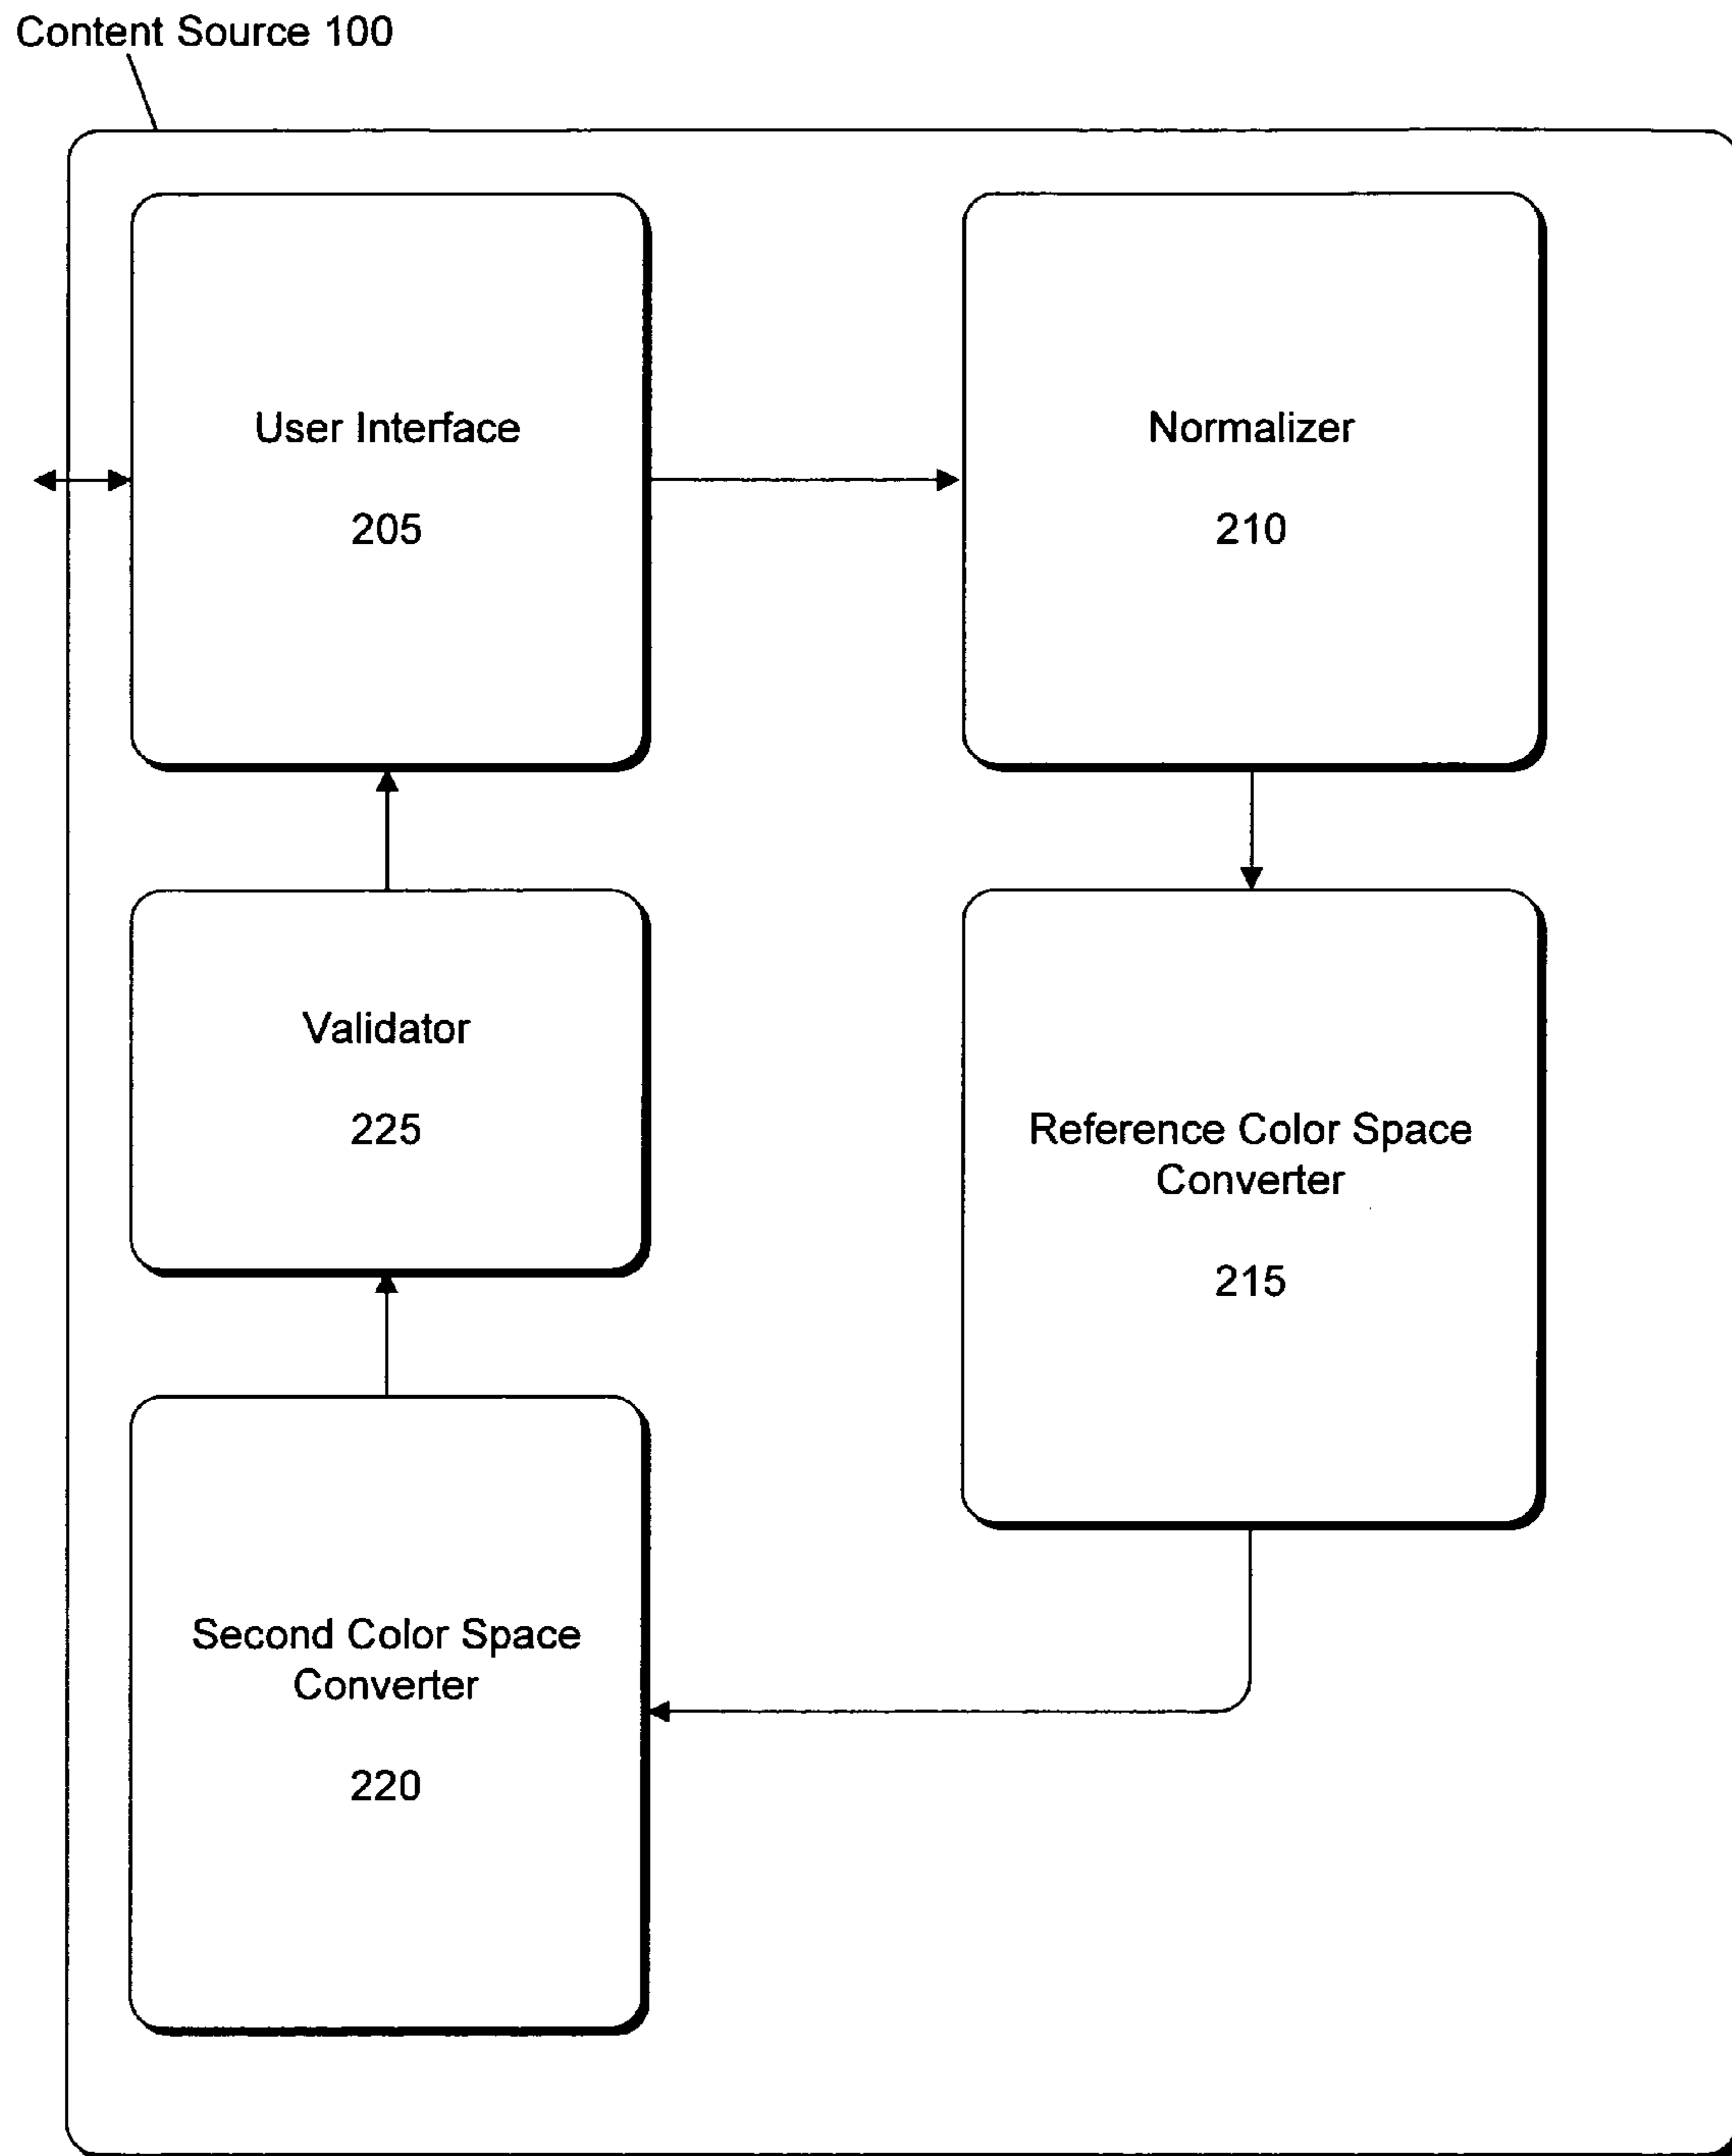 Content Source 100
User Interface
205
Normalizer
210
Validator
225
Reference Color Space
Converter
215
Second Color Space
Converter
220